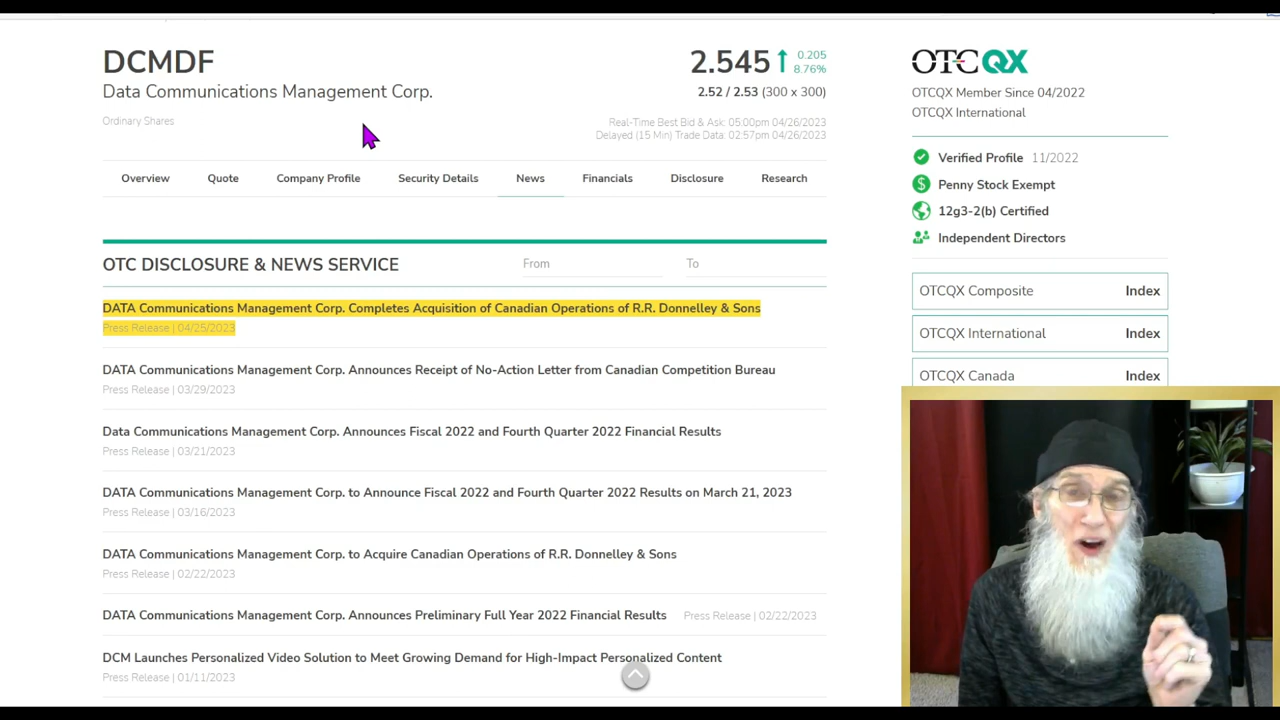 DCMDF
Data Communications Management Corp.
Ordinary Shares
2.545
0.205
8.76%
2.52 / 2.53 (300 x 300)
Real-Time Best Bid & Ask: 05:00pm 04/26/2023
Delayed (15 Min) Trade Data: 02:57pm 04/26/2023
Overview Quote Company Profile Security Details News Financials Disclosure Research
OTC DISCLOSURE & NEWS SERVICE From To
DATA Communications Management Corp. Completes Acquisition of Canadian Operations of R.R. Donnelley & Sons
Press Release | 04/25/2023
DATA Communications Management Corp. Announces Receipt of No-Action Letter from Canadian Competition Bureau
Press Release | 03/29/2023
Data Communications Management Corp. Announces Fiscal 2022 and Fourth Quarter 2022 Financial Results
Press Release | 03/21/2023
DATA Communications Management Corp. to Announce Fiscal 2022 and Fourth Quarter 2022 Results on March 21, 2023
Press Release | 03/16/2023
DATA Communications Management Corp. to Acquire Canadian Operations of R.R. Donnelley & Sons
Press Release | 02/22/2023
DATA Communications Management Corp. Announces Preliminary Full Year 2022 Financial Results Press Release | 02/22/2023
DCM Launches Personalized Video Solution to Meet Growing Demand for High-Impact Personalized Content
Press Release | 01/11/2023
OTCQX
OTCQX Member Since 04/2022
OTCQX International
Verified Profile 11/2022
Penny Stock Exempt
12g3-2(b) Certified
Independent Directors
OTCQX Composite Index
OTCQX International Index
OTCQX Canada Index